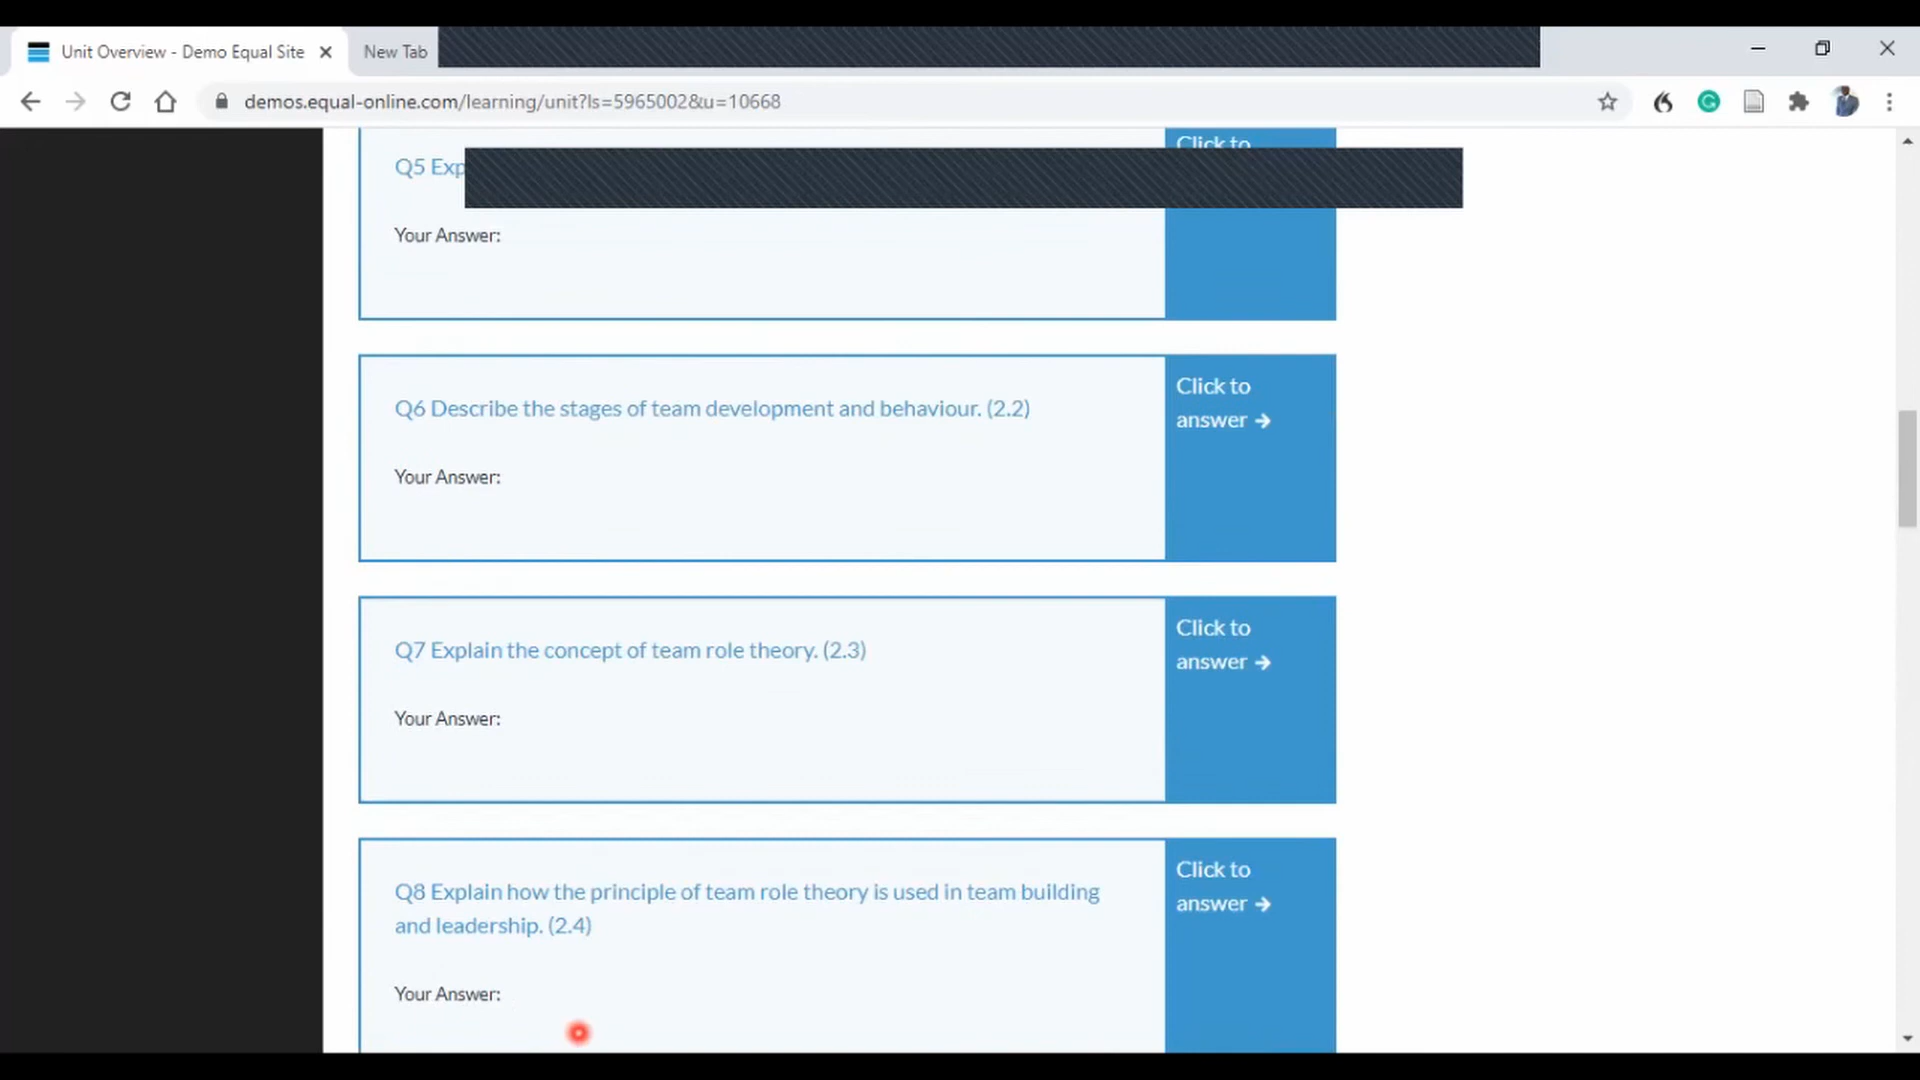 Unit Overview - Demo Equal Site
New Tab
demos.equal-online.com/learning/unit?ls=5965002&u=10668
Click to
Q5
Your Answer:
Q6 Describe the stages of team development and behaviour. (2.2)
Click to
answer →
Your Answer:
Q7 Explain the concept of team role theory. (2.3)
Click to
answer →
Your Answer:
Q8 Explain how the principle of team role theory is used in team building
and leadership. (2.4)
Click to
answer →
Your Answer: